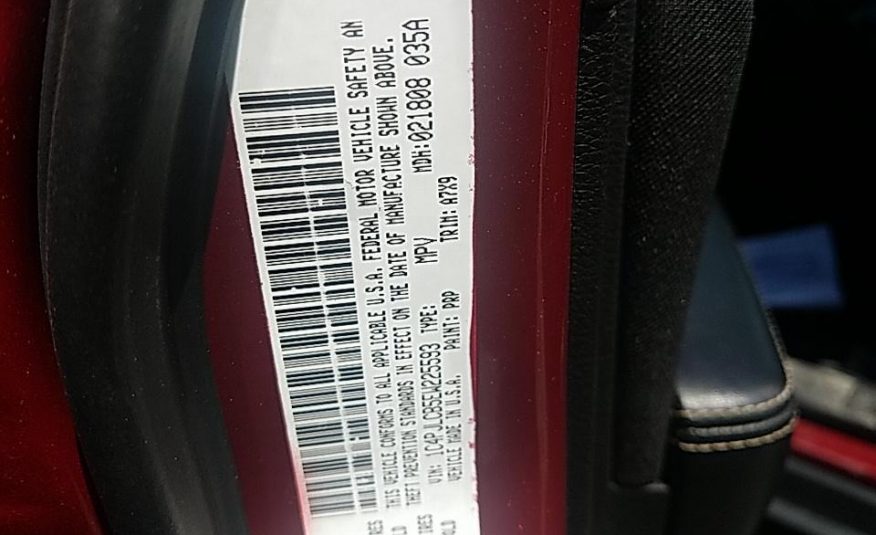 THIS VEHICLE CONFORMS TO ALL APPLICABLE U.S.A. FEDERAL MOTOR VEHICLE SAFETY AN
THEFT PREVENTION STANDARDS IN EFFECT ON THE DATE OF MANUFACTURE SHOWN ABOVE.
VIN: 1C4PJLCB5EW225593 TYPE: MPV MDH:021808 035A
VEHICLE MADE IN U.S.A. PAINT: PRP TRIM: A7X9